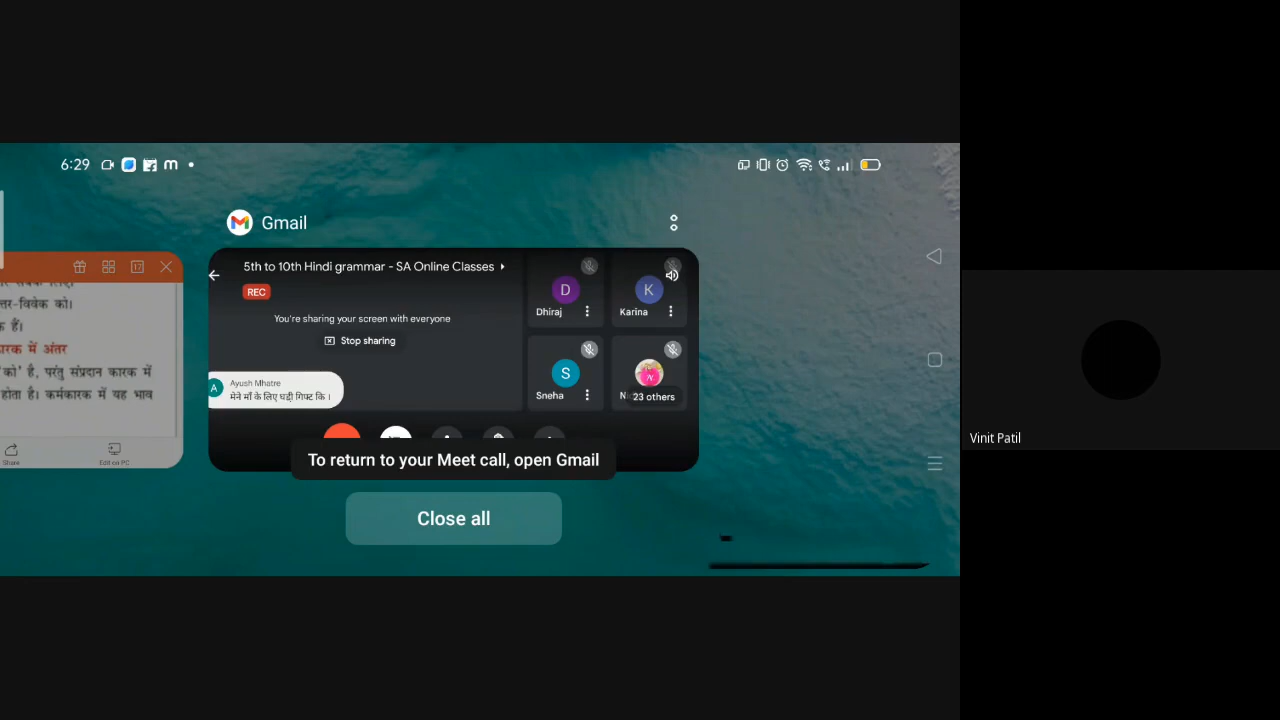 6:29
Gmail
5th to 10th Hindi grammar - SA Online Classes
REC
You're sharing your screen with everyone
Stop sharing
D
Dhiraj
K
Karina
S
Sneha
23 others
A
Ayush Mhatre
मेने माँ के लिए घड़ी गिफ्ट कि ।
To return to your Meet call, open Gmail
Close all
त्तर-विवेक को।
क हैं।
कारक में अंतर
'को' है, परंतु संप्रदान कारक में
होता है। कर्मकारक में यह भाव
Share
Edit on PC
Vinit Patil